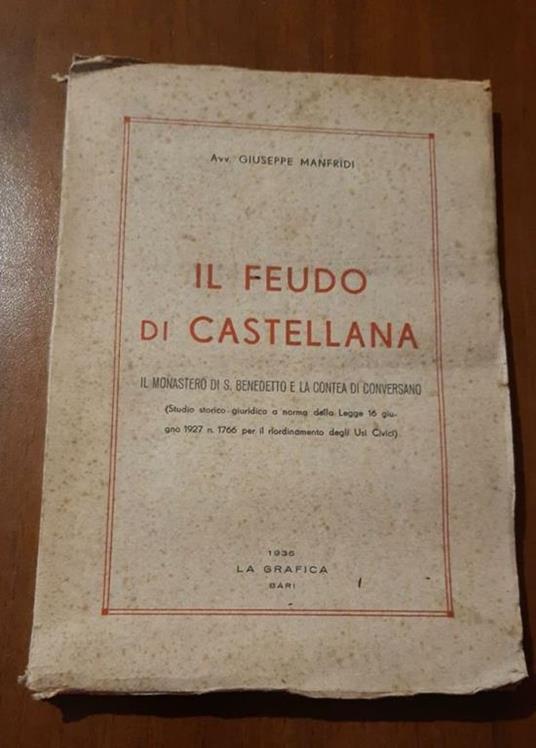 Avv. GIUSEPPE MANFRIDI
IL FEUDO
DI CASTELLANA
IL MONASTERO DI S. BENEDETTO E LA CONTEA DI CONVERSANO
(Studio storico-giuridico a norma della Legge 16 giu-
gno 1927 n. 1766 per il riordinamento degli Usi Civici)
1936
LA GRAFICA
BARI